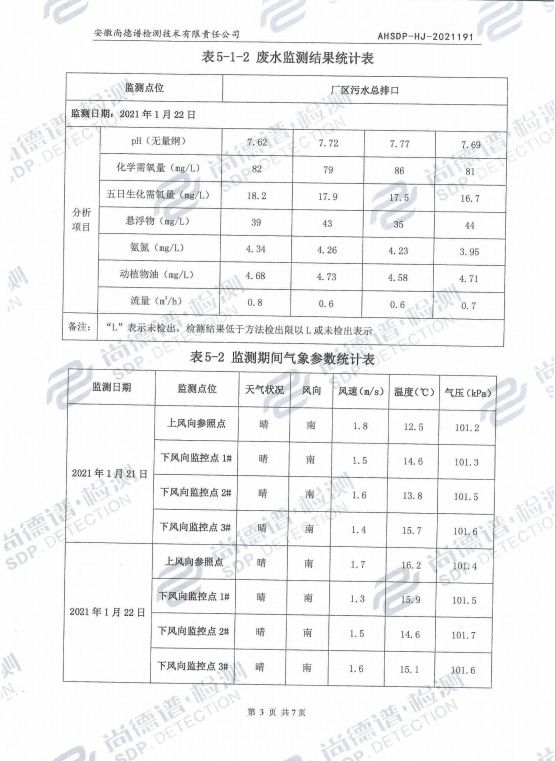 安徽尚德谱检测技术有限责任公司 AHSDP-HJ-2021191
表5-1-2 废水监测结果统计表
监测点位 厂区污水总排口
监测日期：2021 年 1 月 22 日
分析项目
pH（无量纲） 7.62 7.72 7.77 7.69
化学需氧量（mg/L） 82 79 86 81
五日生化需氧量（mg/L） 18.2 17.9 17.5 16.7
悬浮物（mg/L） 39 43 35 44
氨氮（mg/L） 4.34 4.26 4.23 3.95
动植物油（mg/L） 4.68 4.73 4.58 4.71
流量（m³/h） 0.8 0.6 0.6 0.7
备注： “L”表示未检出，检测结果低于方法检出限以 L 或未检出表示
表5-2 监测期间气象参数统计表
监测日期 监测点位 天气状况 风向 风速(m/s) 温度(℃) 气压(kPa)
2021 年 1 月 21 日
上风向参照点 晴 南 1.8 12.5 101.2
下风向监控点 1# 晴 南 1.5 14.6 101.3
下风向监控点 2# 晴 南 1.6 13.8 101.5
下风向监控点 3# 晴 南 1.4 15.7 101.6
2021 年 1 月 22 日
上风向参照点 晴 南 1.7 16.2 101.4
下风向监控点 1# 晴 南 1.3 15.9 101.5
下风向监控点 2# 晴 南 1.5 14.6 101.7
下风向监控点 3# 晴 南 1.6 15.1 101.6
第 3 页 共 7 页
尚德谱·检测
SDP. DETECTION